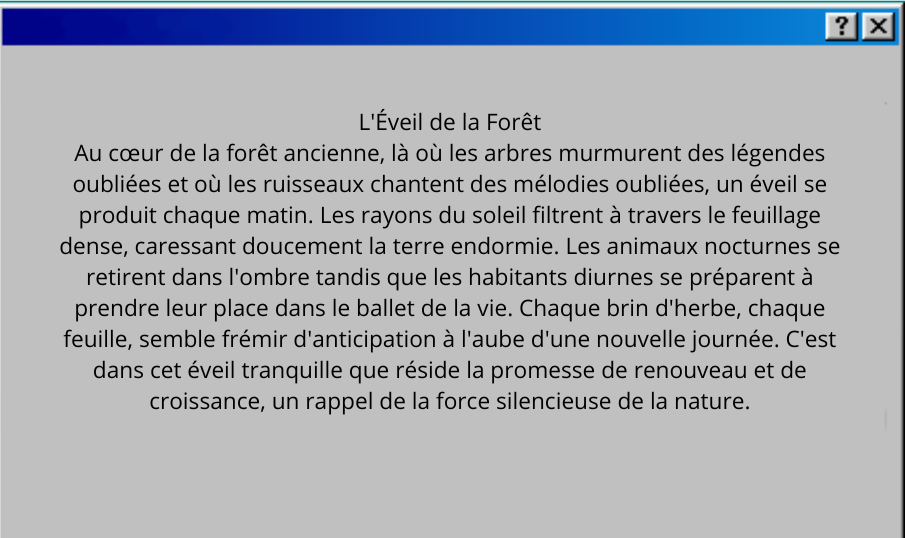 L'Éveil de la Forêt
Au cœur de la forêt ancienne, là où les arbres murmurent des légendes
oubliées et où les ruisseaux chantent des mélodies oubliées, un éveil se
produit chaque matin. Les rayons du soleil filtrent à travers le feuillage
dense, caressant doucement la terre endormie. Les animaux nocturnes se
retirent dans l'ombre tandis que les habitants diurnes se préparent à
prendre leur place dans le ballet de la vie. Chaque brin d'herbe, chaque
feuille, semble frémir d'anticipation à l'aube d'une nouvelle journée. C'est
dans cet éveil tranquille que réside la promesse de renouveau et de
croissance, un rappel de la force silencieuse de la nature.